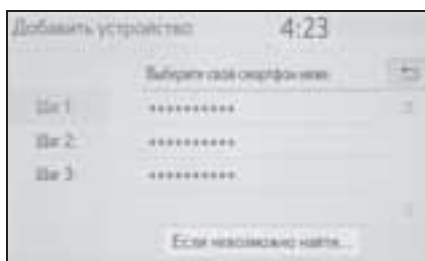 Добавить устройство 4:23
Выберите свой смартфон ниже.
Шаг 1: **********
Шаг 2: **********
Шаг 3: **********
Если невозможно найти...